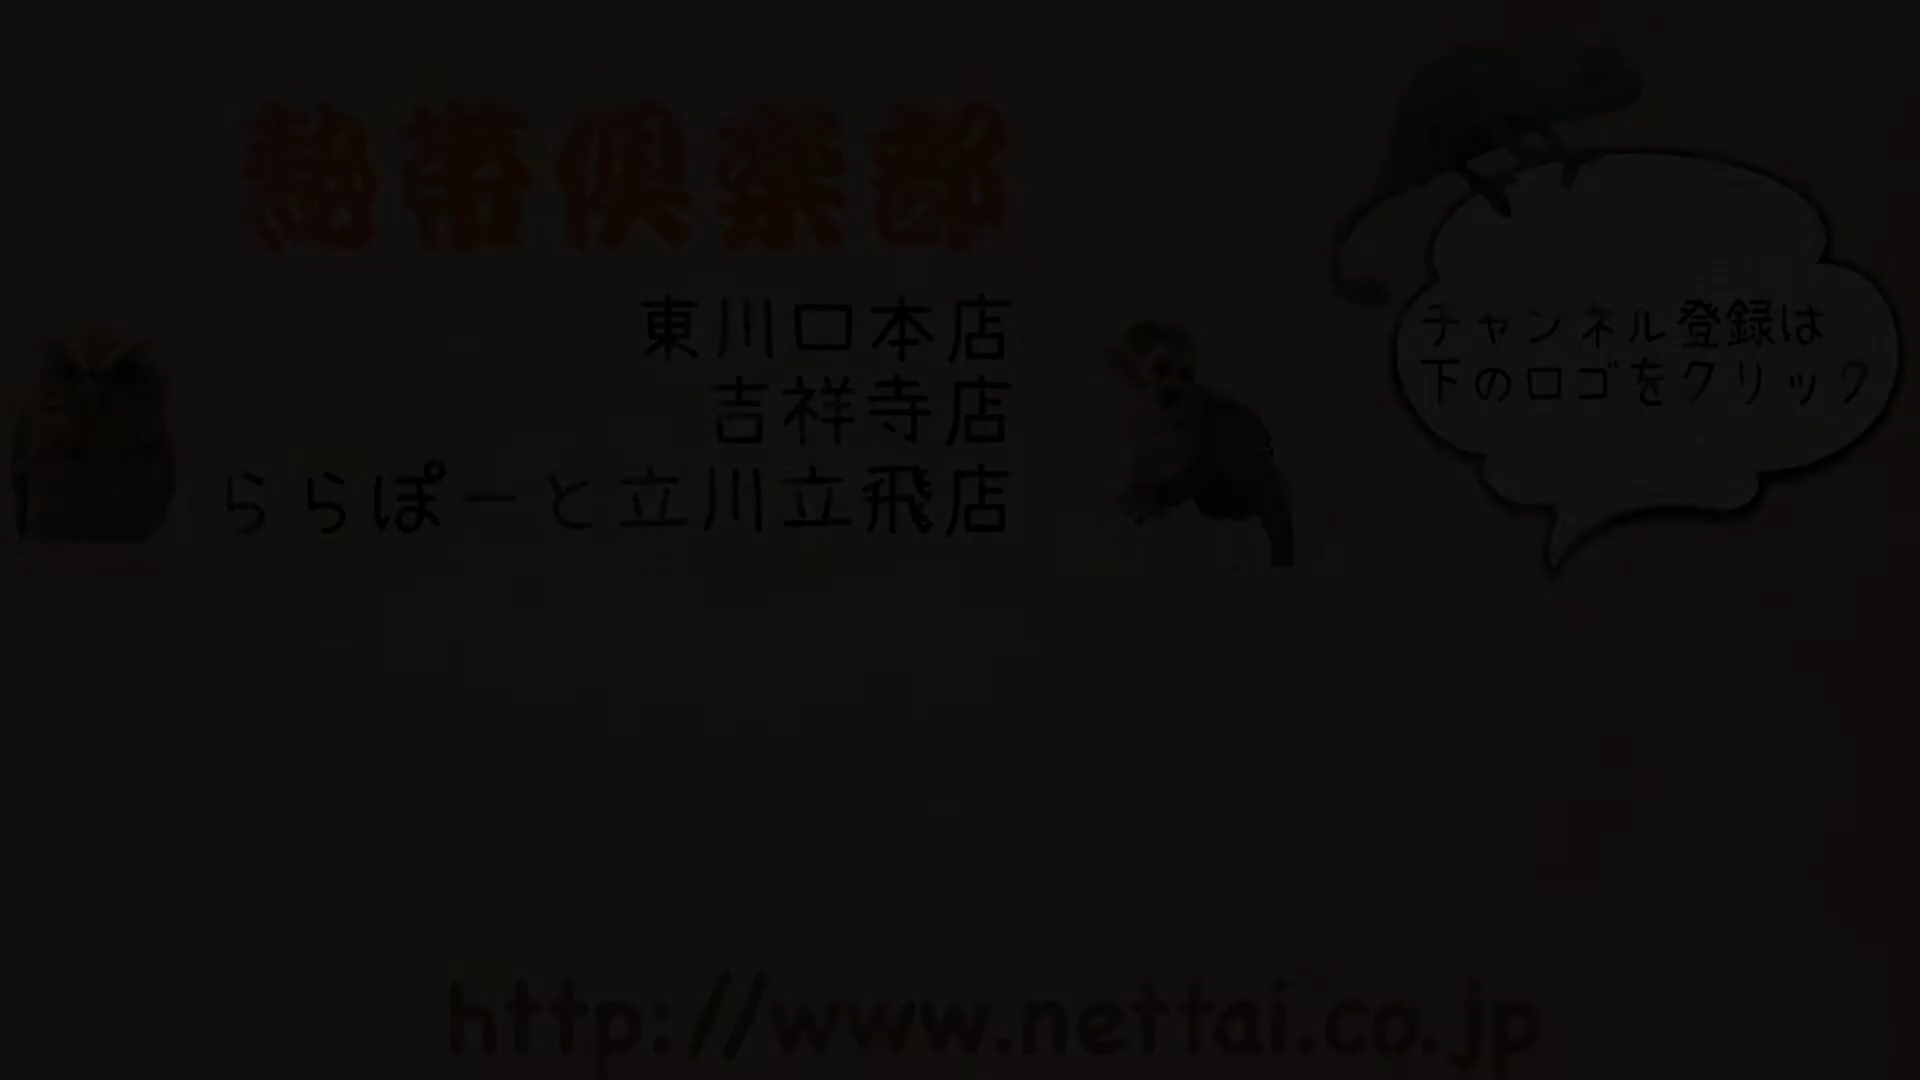 熱帯倶楽部
東川口本店
吉祥寺店
ららぽーと立川立飛店
チャンネル登録は
下のロゴをクリック
http://www.nettai.co.jp